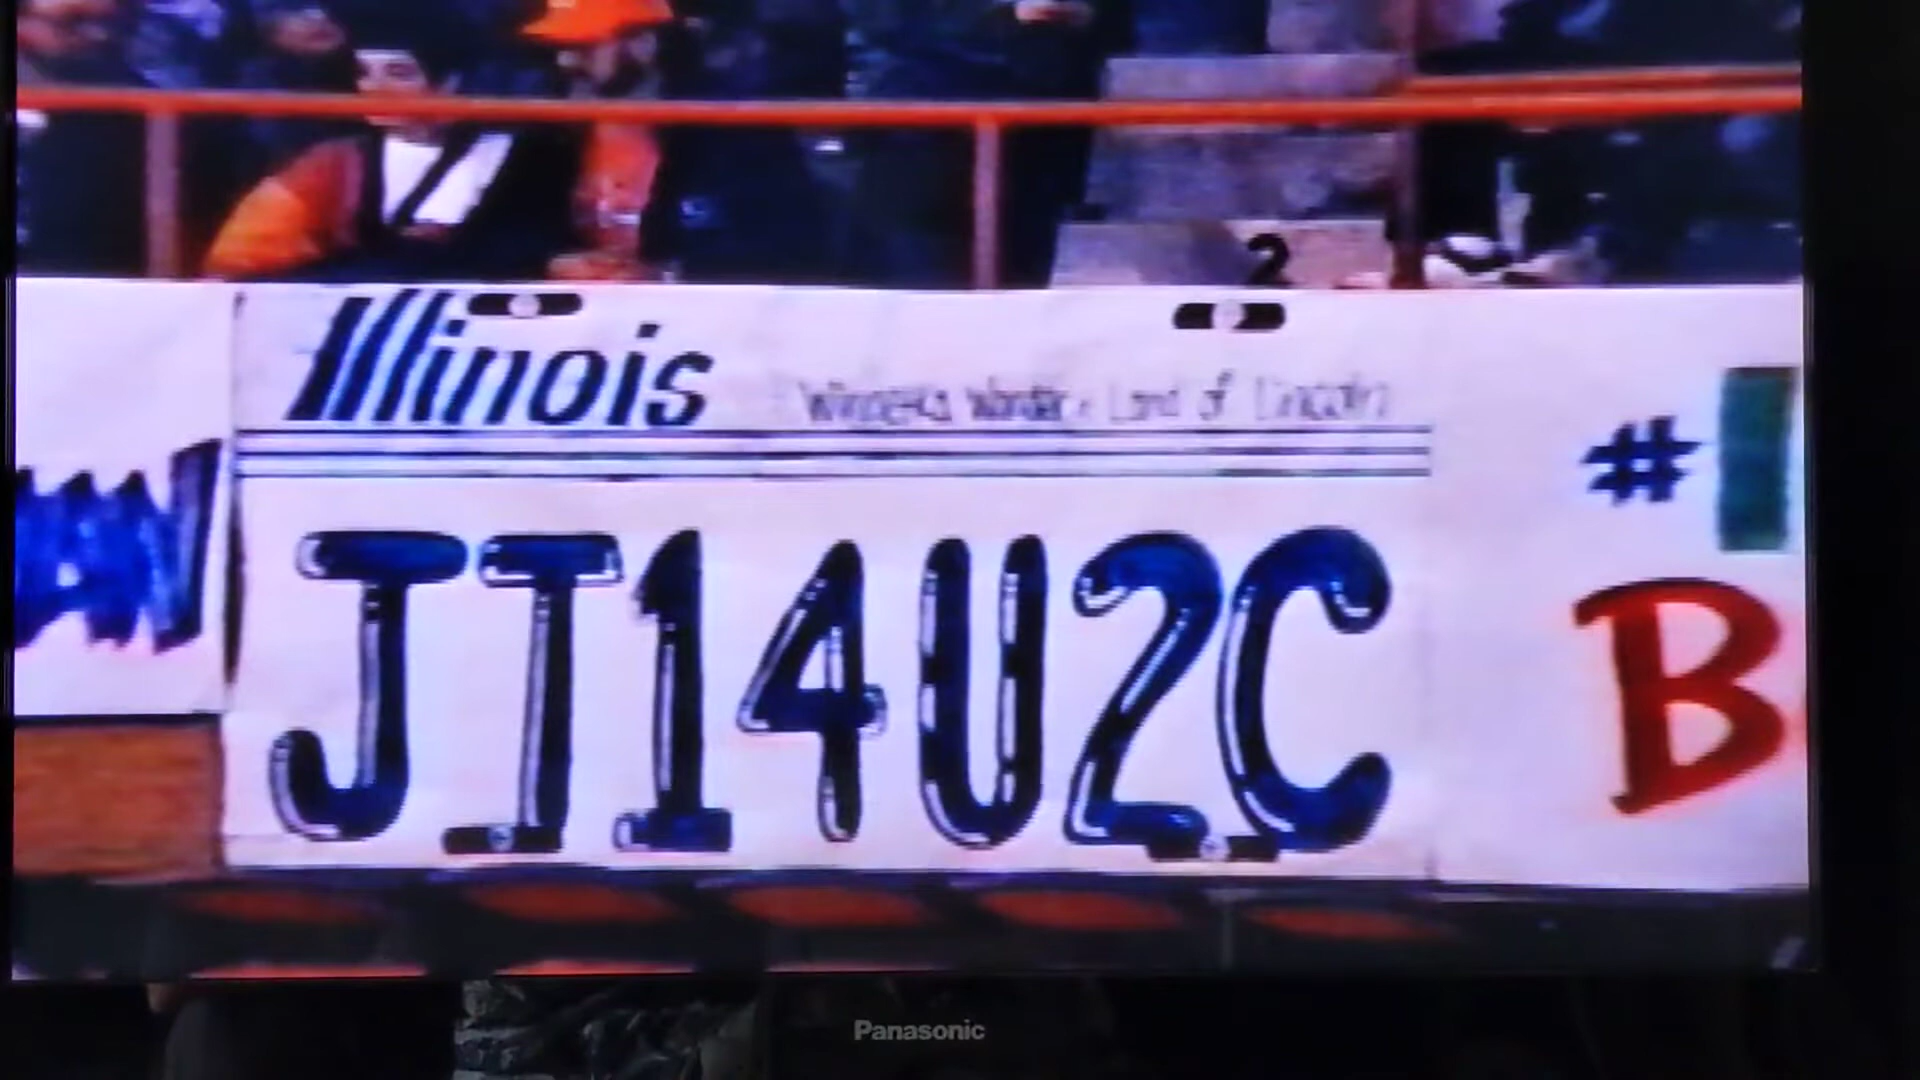 2
Illinois
Land of Lincoln
#
JT14U2C
B
Panasonic